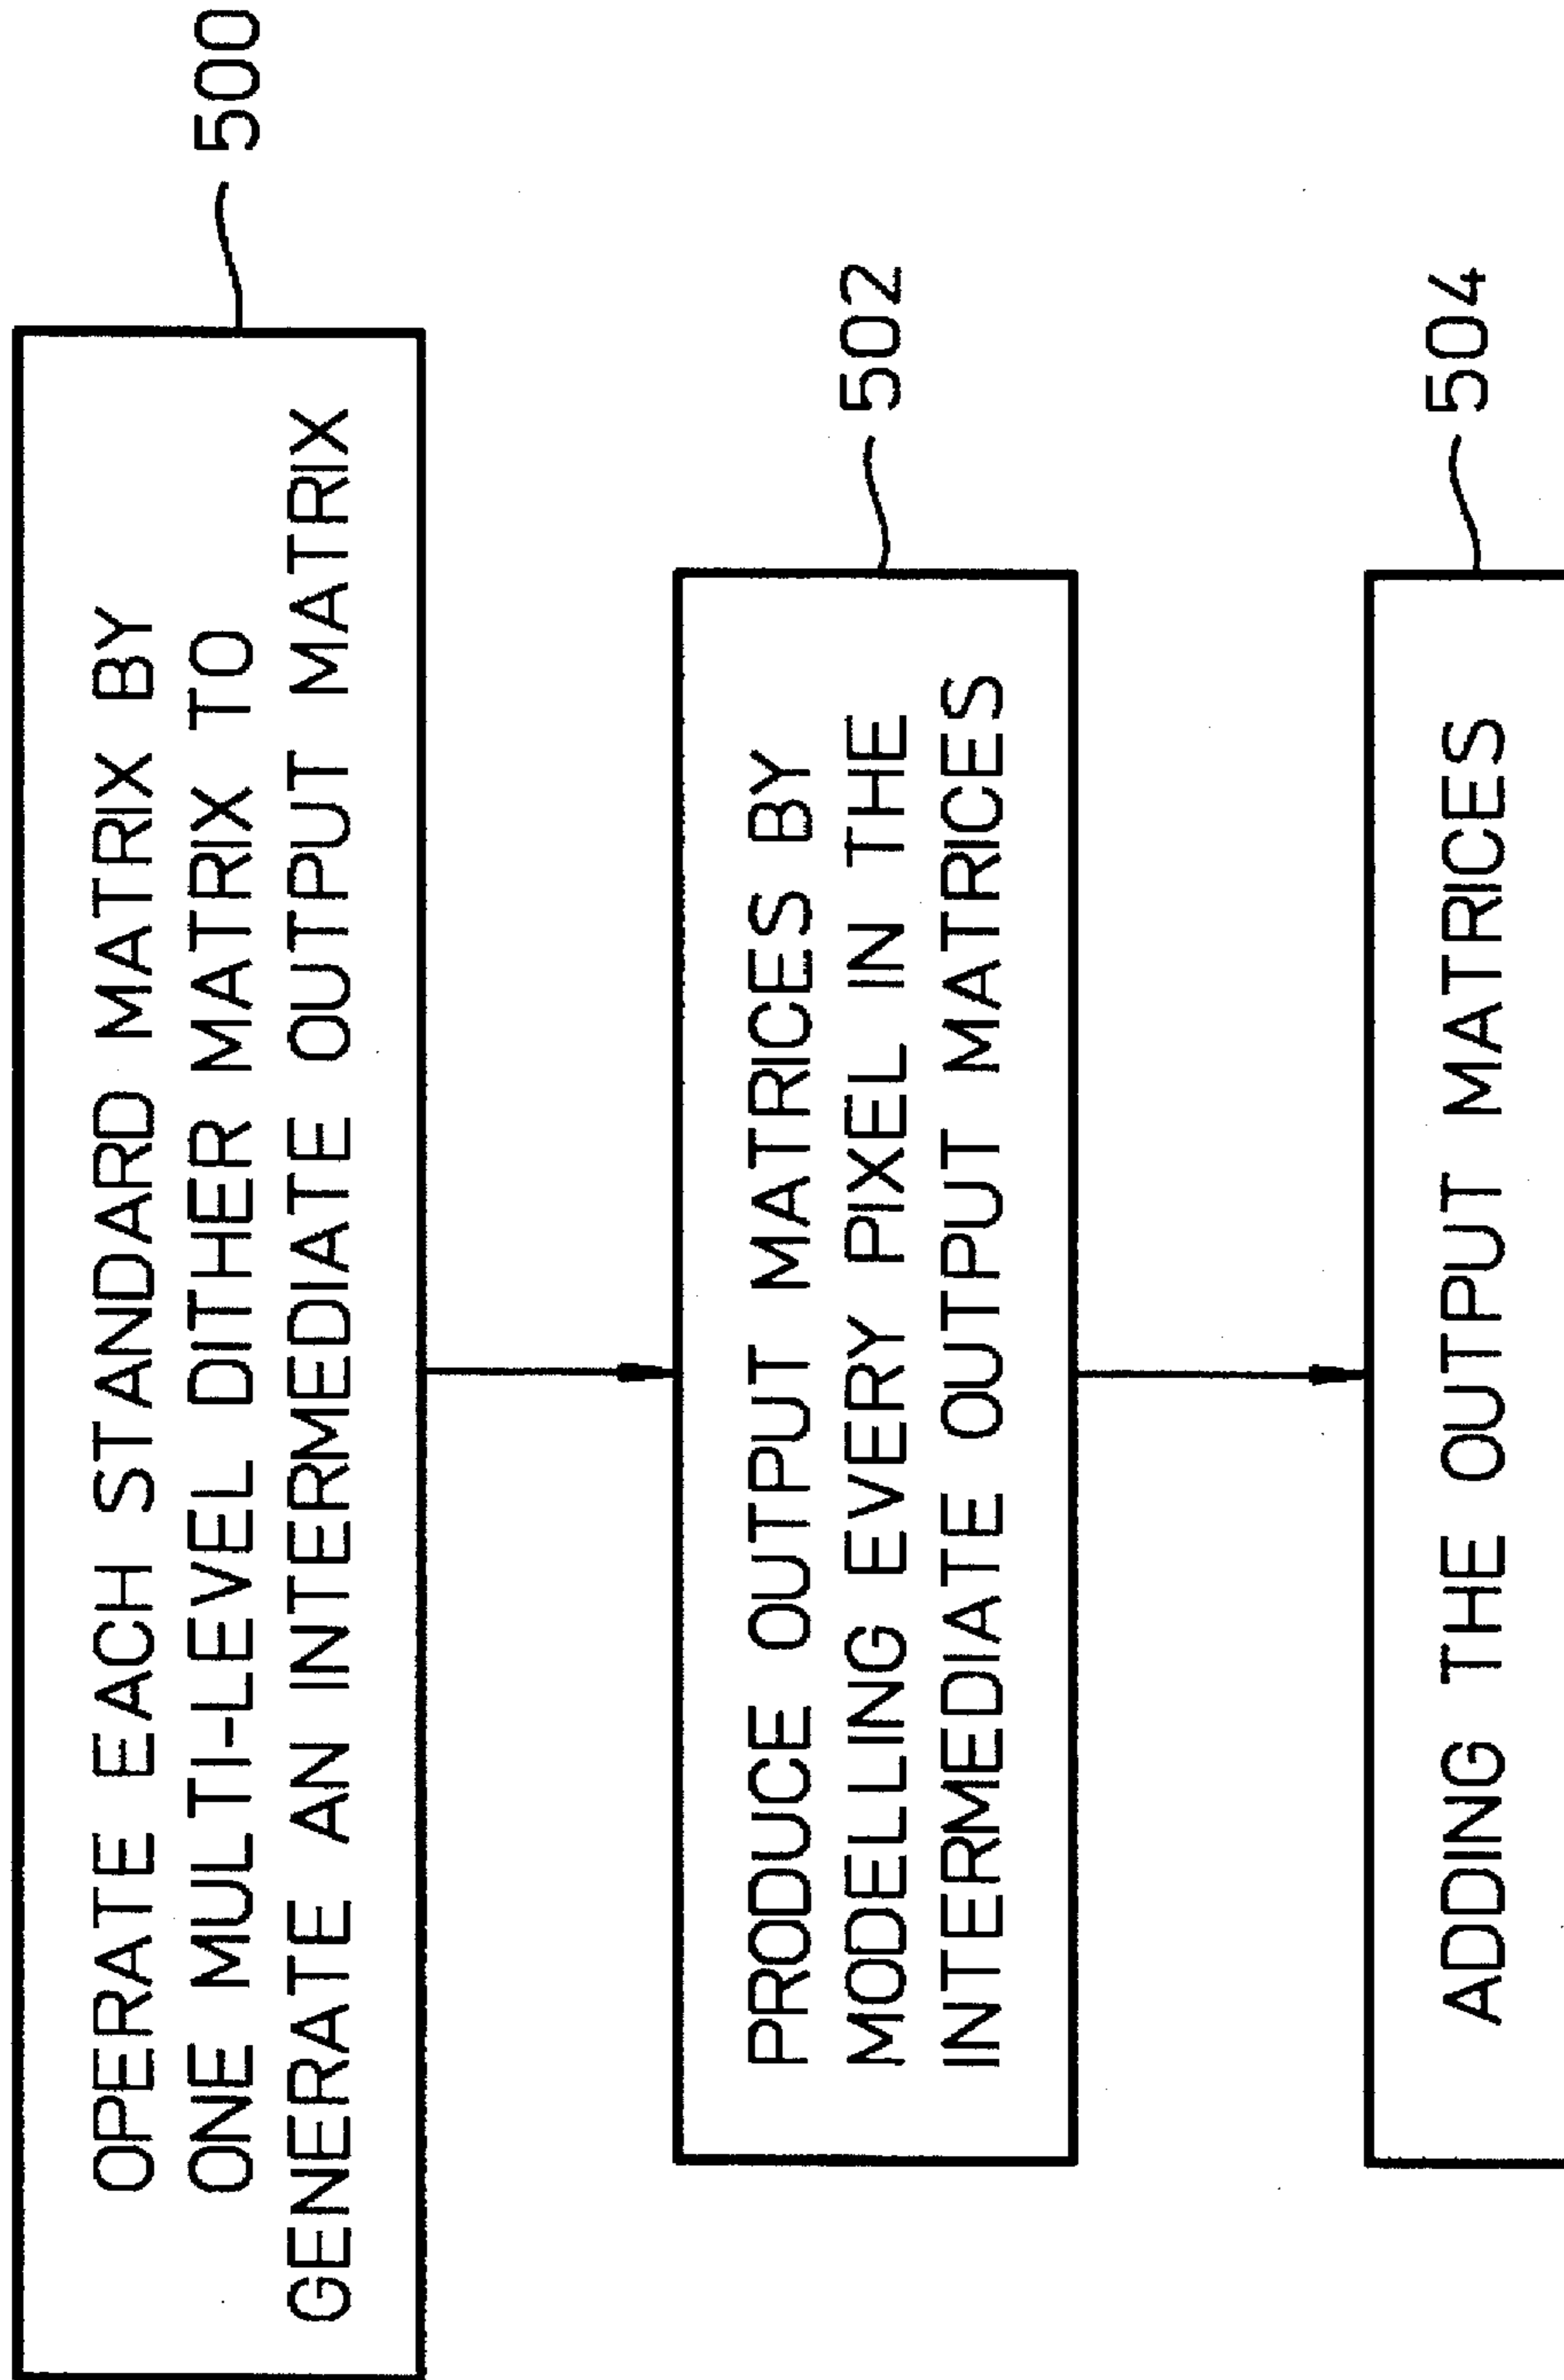 OPERATE EACH STANDARD MATRIX BY
ONE MULTI-LEVEL DITHER MATRIX TO
GENERATE AN INTERMEDIATE OUTPUT MATRIX
500
PRODUCE OUTPUT MATRICES BY
MODELLING EVERY PIXEL IN THE
INTERMEDIATE OUTPUT MATRICES
502
ADDING THE OUTPUT MATRICES
504